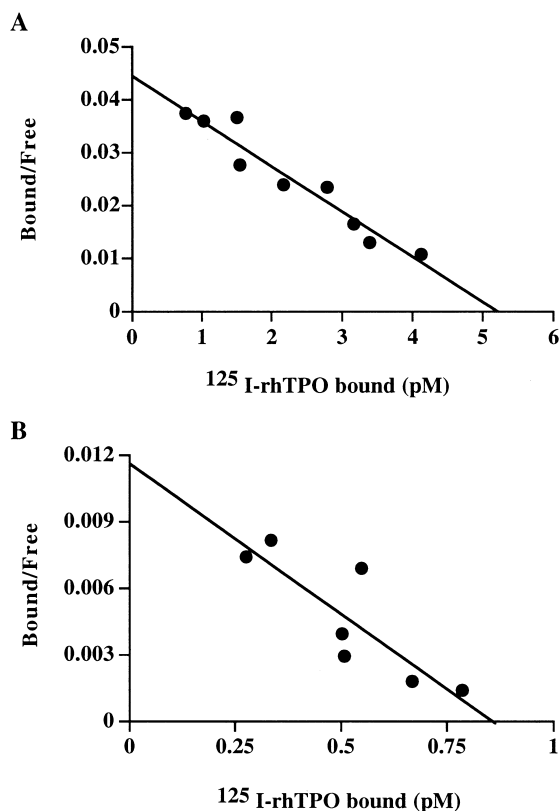 A
0.05
0.04
0.03
0.02
0.01
0
Bound/Free
0 1 2 3 4 5 6
125 I-rhTPO bound (pM)
B
0.012
0.009
0.006
0.003
0
Bound/Free
0 0.25 0.5 0.75 1
125 I-rhTPO bound (pM)